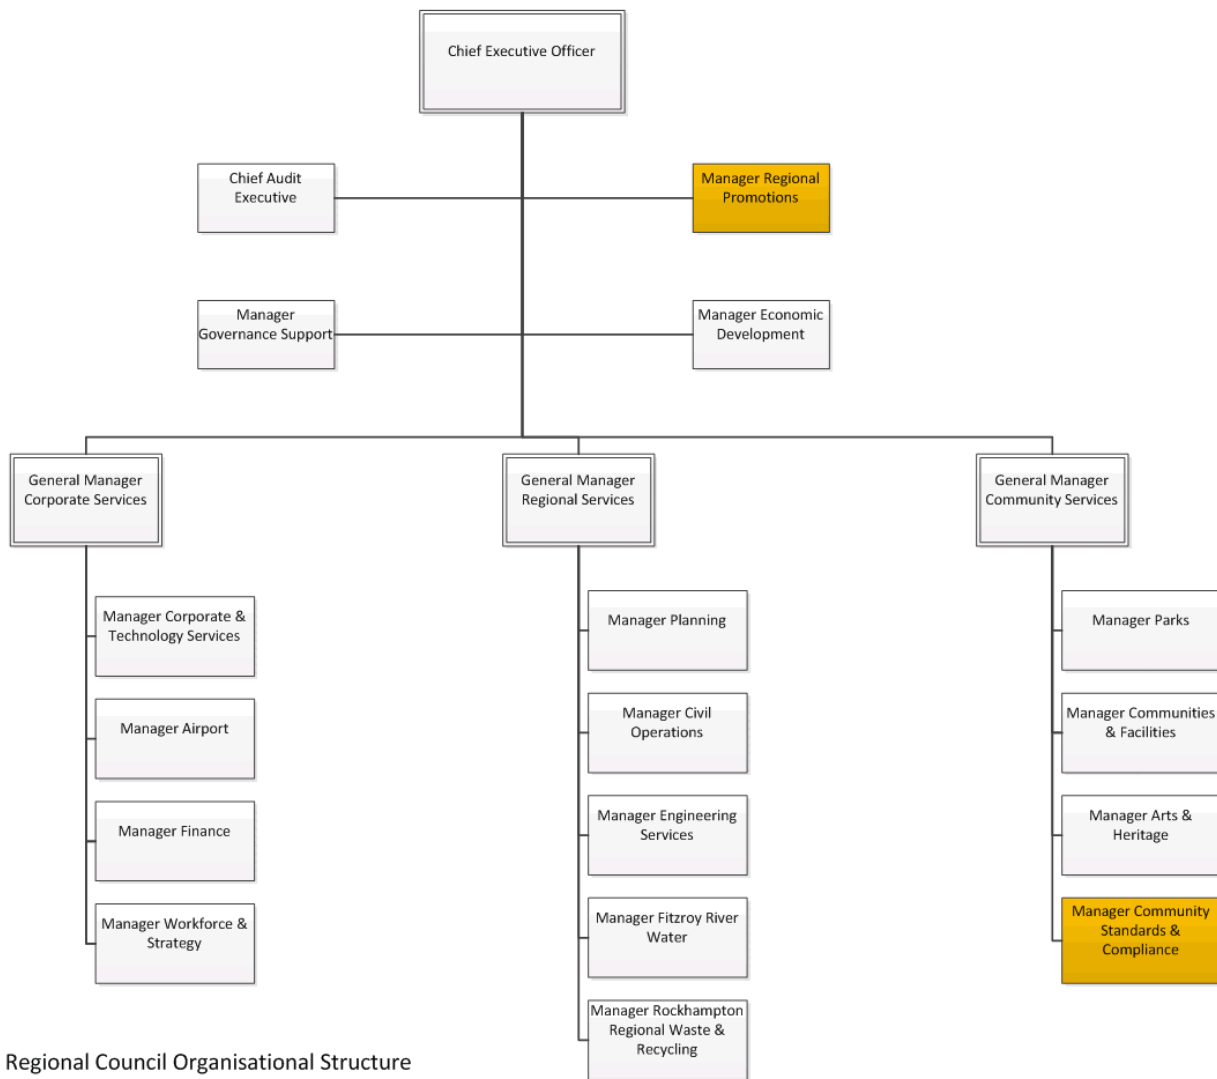 Chief Executive Officer
Chief Audit
Executive
Manager Regional
Promotions
Manager
Governance Support
Manager Economic
Development
General Manager
Corporate Services
General Manager
Regional Services
General Manager
Community Services
Manager Corporate &
Technology Services
Manager Airport
Manager Finance
Manager Workforce &
Strategy
Manager Planning
Manager Civil
Operations
Manager Engineering
Services
Manager Fitzroy River
Water
Manager Rockhampton
Regional Waste &
Recycling
Manager Parks
Manager Communities
& Facilities
Manager Arts &
Heritage
Manager Community
Standards &
Compliance
Regional Council Organisational Structure